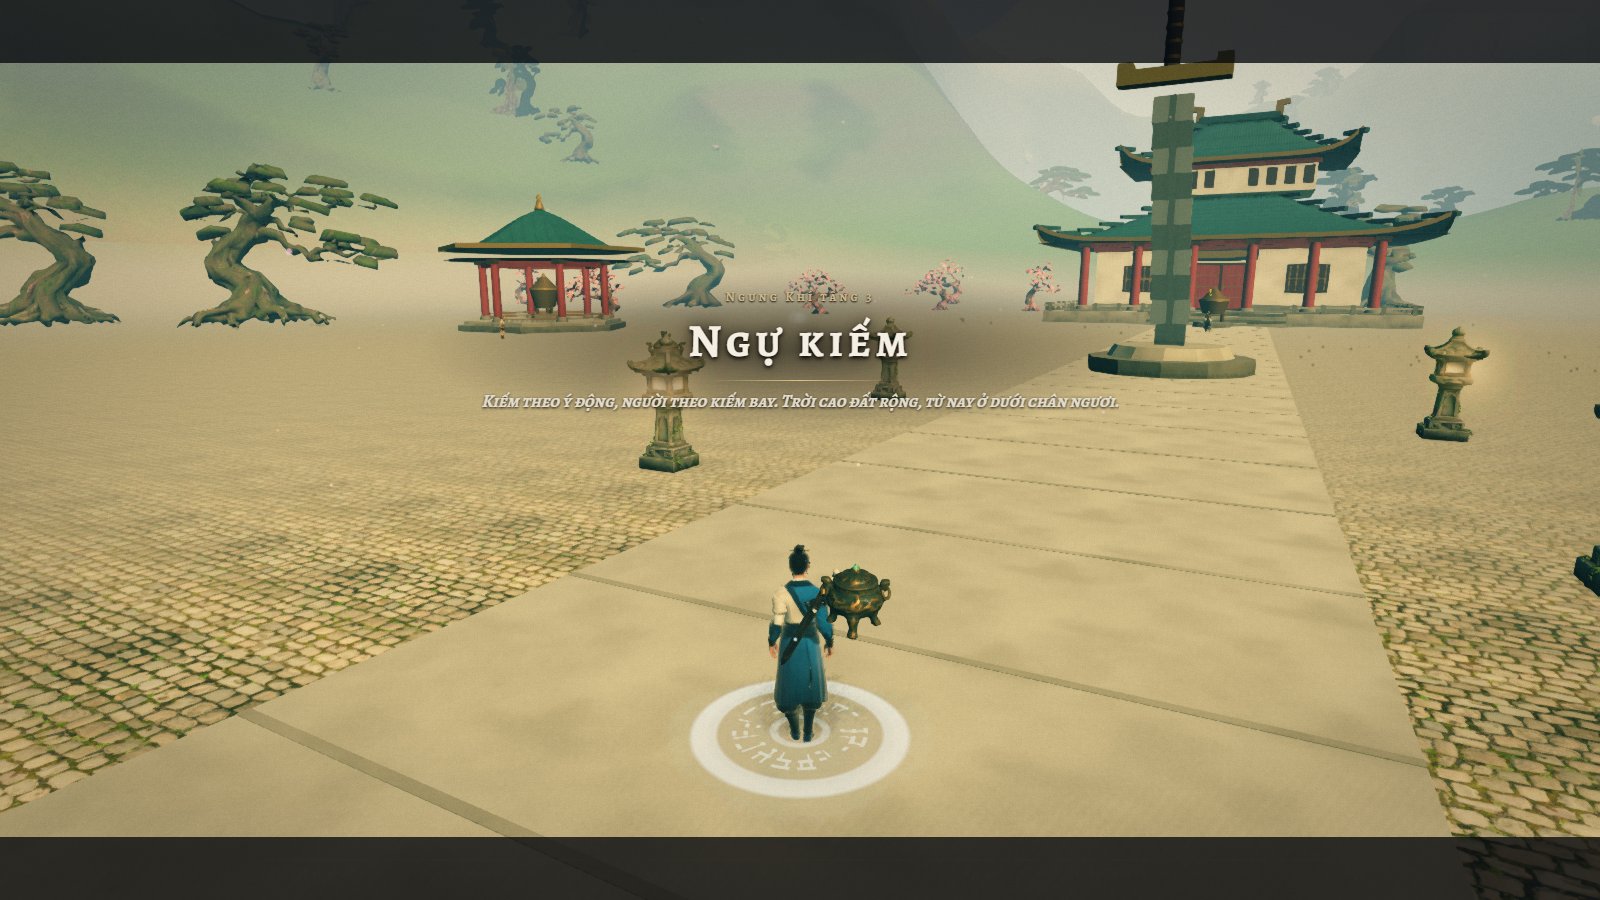 Ngưng Khí tầng 3
Ngự kiếm
Kiếm theo ý động, người theo kiếm bay. Trời cao đất rộng, từ nay ở dưới chân ngươi.